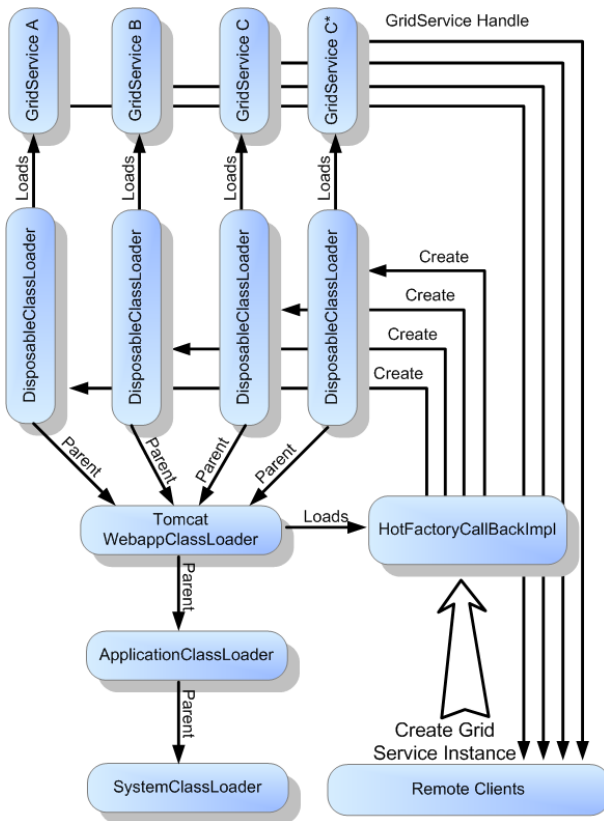 GridService A
GridService B
GridService C
GridService C*
GridService Handle
Loads
Loads
Loads
Loads
DisposableClassLoader
DisposableClassLoader
DisposableClassLoader
DisposableClassLoader
Create
Create
Create
Create
Parent
Parent
Parent
Parent
Tomcat
WebappClassLoader
Loads
HotFactoryCallBackImpl
Parent
ApplicationClassLoader
Parent
Create Grid
Service Instance
SystemClassLoader
Remote Clients